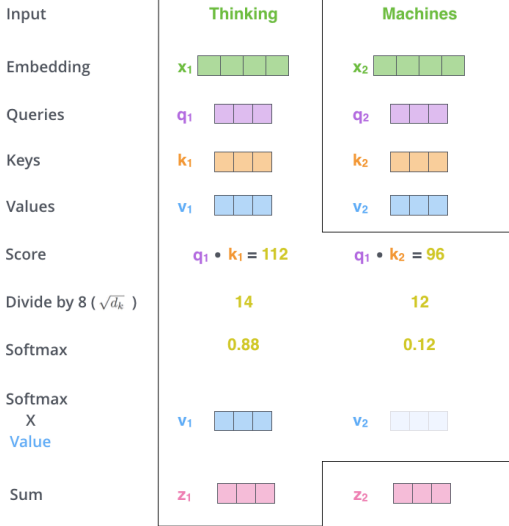 Input Thinking Machines
Embedding x₁ x₂
Queries q₁ q₂
Keys k₁ k₂
Values v₁ v₂
Score q₁ • k₁ = 112 q₁ • k₂ = 96
Divide by 8 ( √dₖ ) 14 12
Softmax 0.88 0.12
Softmax
X
Value v₁ v₂
Sum z₁ z₂